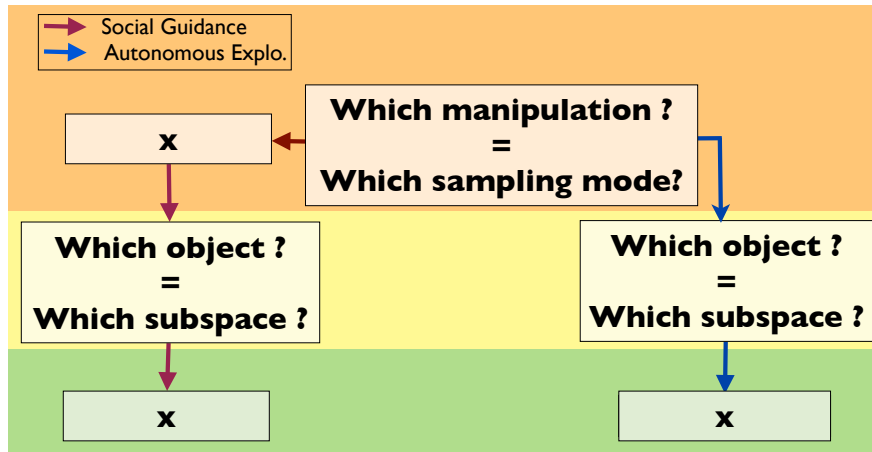 Social Guidance
Autonomous Explo.
Which manipulation ?
=
Which sampling mode?
x
Which object ?
=
Which subspace ?
Which object ?
=
Which subspace ?
x
x